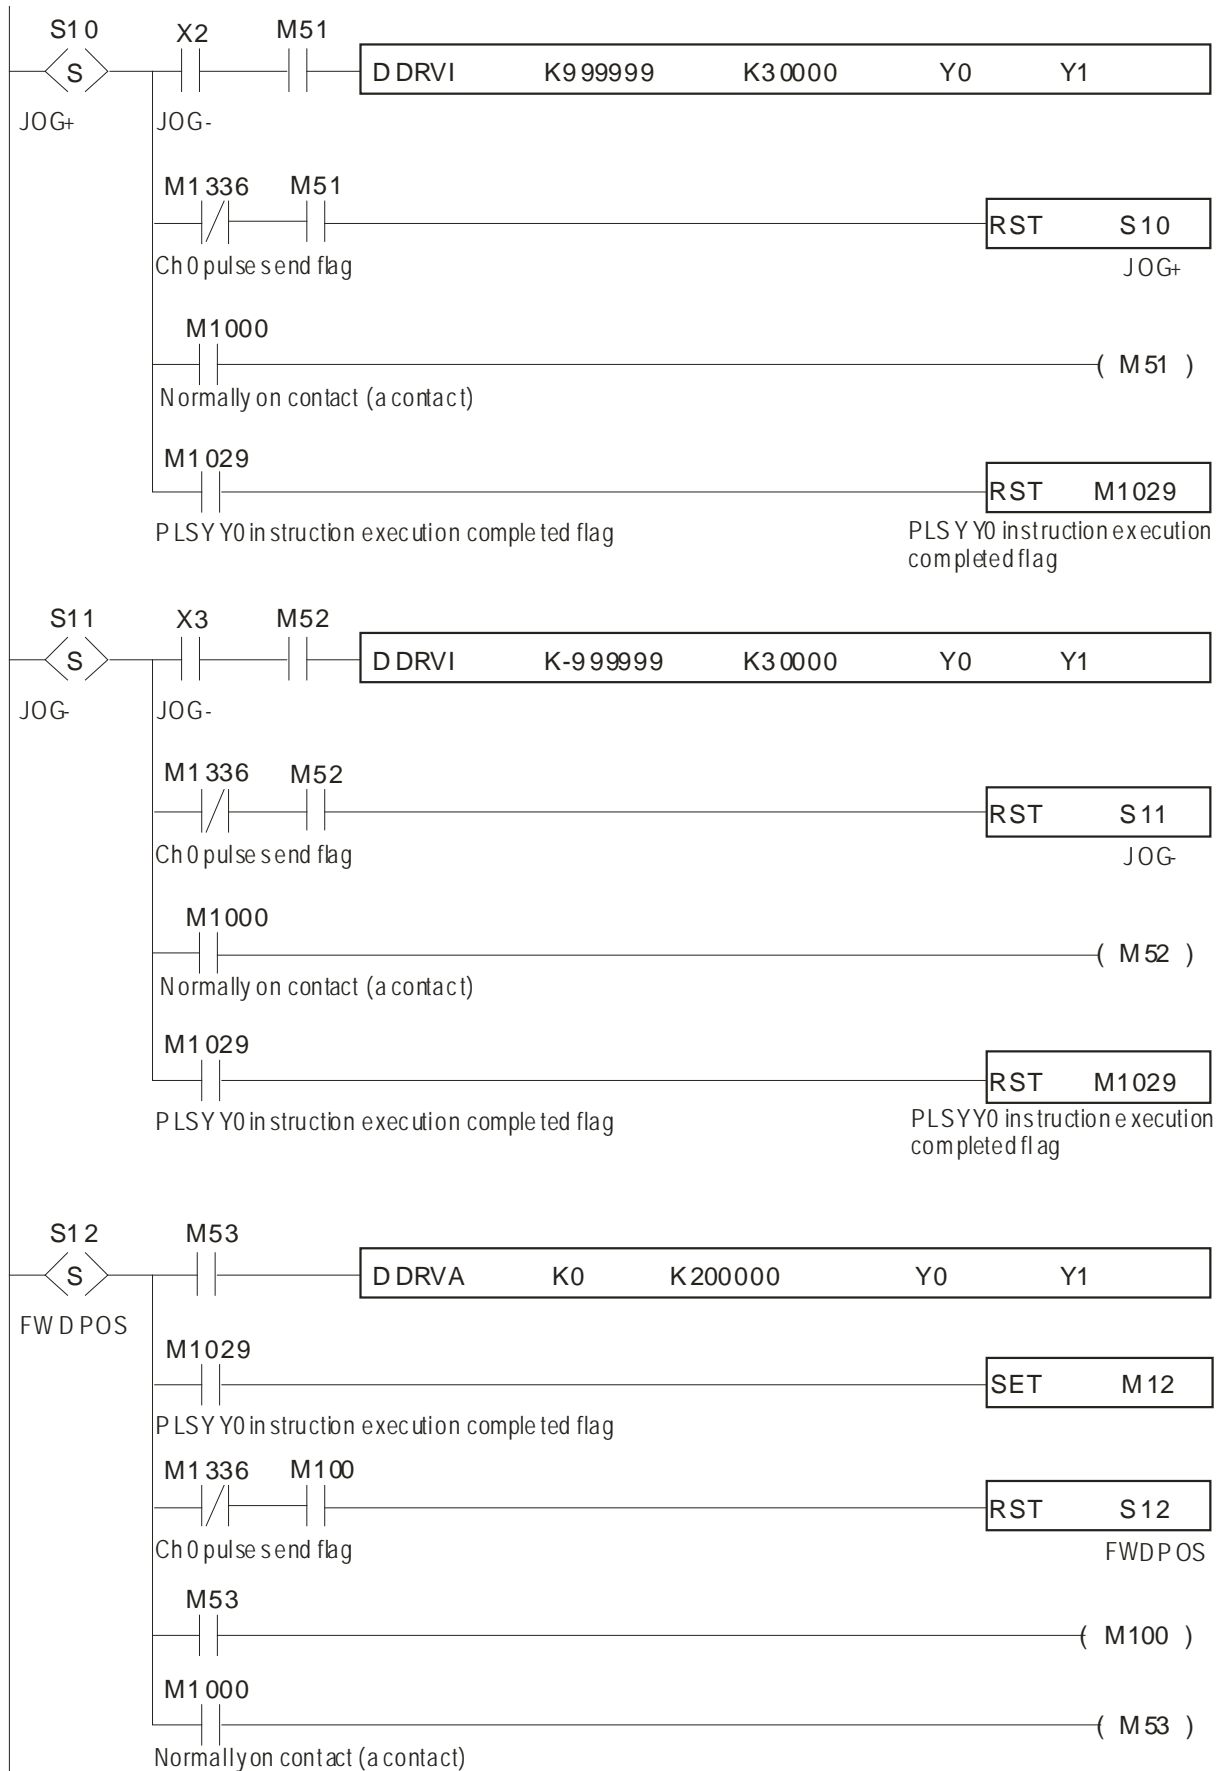 S10 X2 M51
S DDRVI K999999 K30000 Y0 Y1
JOG+ JOG-
M1336 M51
RST S10
Ch0 pulse send flag JOG+
M1000
( M51 )
Normally on contact (a contact)
M1029
RST M1029
PLSY Y0 instruction execution completed flag PLSY Y0 instruction execution
completed flag
S11 X3 M52
S DDRVI K-999999 K30000 Y0 Y1
JOG- JOG-
M1336 M52
RST S11
Ch0 pulse send flag JOG-
M1000
( M52 )
Normally on contact (a contact)
M1029
RST M1029
PLSY Y0 instruction execution completed flag PLSY Y0 instruction execution
completed flag
S12 M53
S DDRVA K0 K200000 Y0 Y1
FWD POS
M1029
SET M12
PLSY Y0 instruction execution completed flag
M1336 M100
RST S12
Ch0 pulse send flag FWD POS
M53
( M100 )
M1000
( M53 )
Normally on contact (a contact)